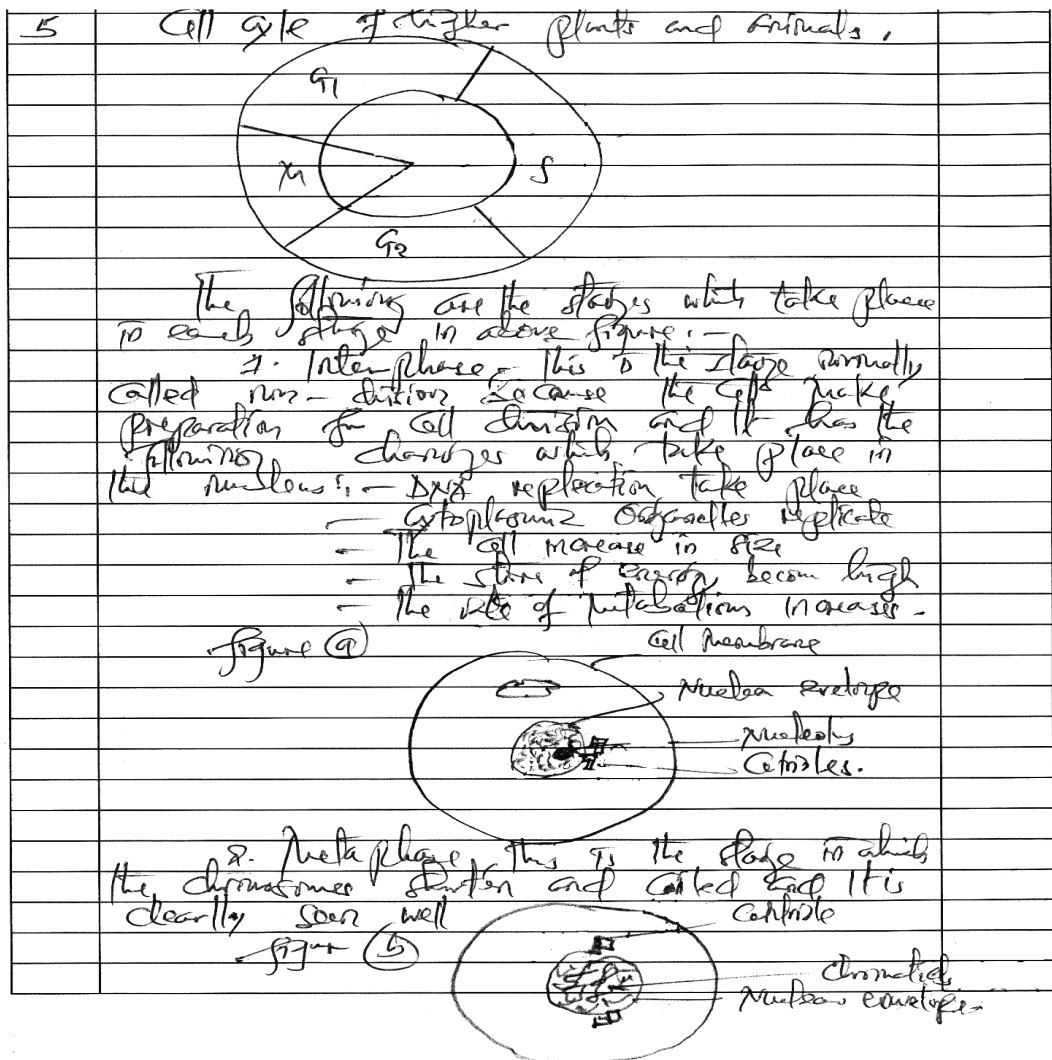 5 Cell cycle of higher plants and animals.
G1
M
S
G2
The following are the stages which take place
in each stage in above figure:-
1. Interphase - This is the stage normally
called non-division because the cell make
preparation for cell division and it has the
following changes which take place in
the nucleus:- - DNA replication take place
- Cytoplasmic organelles replicate
- The cell increase in size
- The store of energy become high
- The rate of metabolism increases.
figure (a) cell membrane
Nuclea envelope
Nucleolus
Centrioles.
2. Metaphase This is the stage in which
the chromosomes shorten and coiled and It is
clearlly seen well
figur (b) Centriole
chromatid
Nuclear envelope